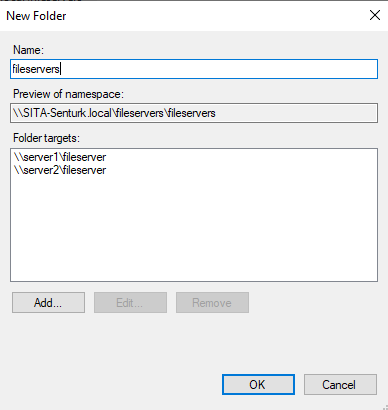 New Folder
Name:
fileservers
Preview of namespace:
\\SITA-Senturk.local\fileservers\fileservers
Folder targets:
\\server1\fileserver
\\server2\fileserver
Add...
Edit...
Remove
OK
Cancel